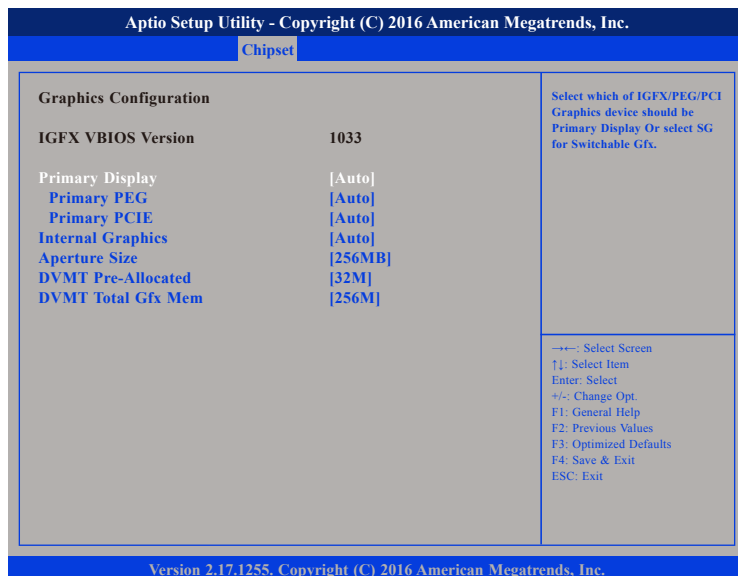 Aptio Setup Utility - Copyright (C) 2016 American Megatrends, Inc.
Chipset
Graphics Configuration
IGFX VBIOS Version 1033
Primary Display [Auto]
Primary PEG [Auto]
Primary PCIE [Auto]
Internal Graphics [Auto]
Aperture Size [256MB]
DVMT Pre-Allocated [32M]
DVMT Total Gfx Mem [256M]
Select which of IGFX/PEG/PCI
Graphics device should be
Primary Display Or select SG
for Switchable Gfx.
→←: Select Screen
↑↓: Select Item
Enter: Select
+/-: Change Opt.
F1: General Help
F2: Previous Values
F3: Optimized Defaults
F4: Save & Exit
ESC: Exit
Version 2.17.1255. Copyright (C) 2016 American Megatrends, Inc.